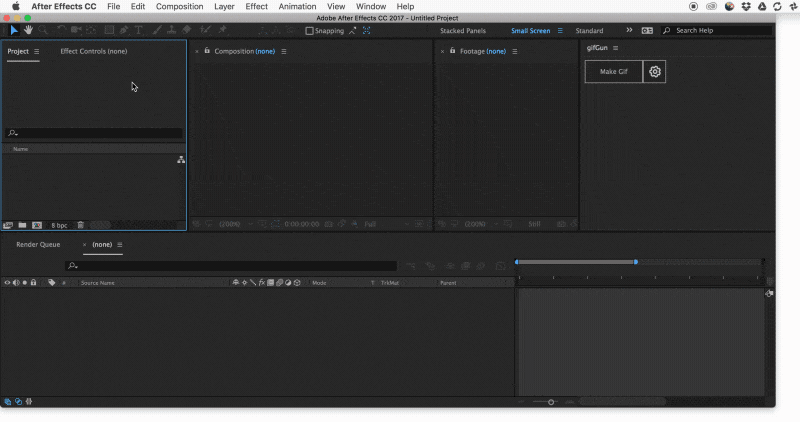 After Effects CC File Edit Composition Layer Effect Animation View Window Help
Adobe After Effects CC 2017 - Untitled Project
Snapping Stacked Panels Small Screen Standard Search Help
Project Effect Controls (none) Composition (none) Footage (none) gifGun
Make Gif
Name
8 bpc (200%) 0:00:00:00 Full (200%) Still
Render Queue (none)
# Source Name Mode T TrkMat Parent